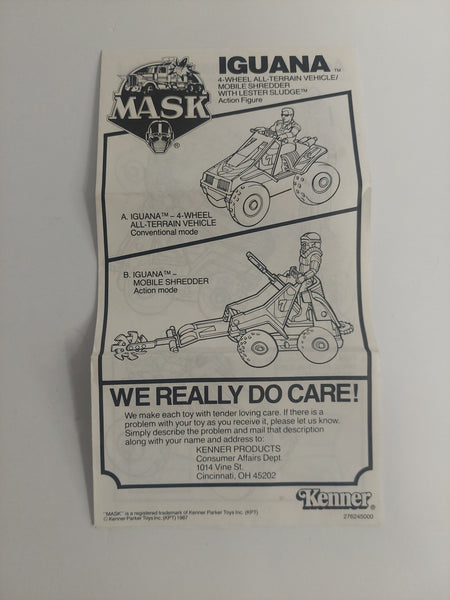 MASK
®
IGUANA™
4-WHEEL ALL-TERRAIN VEHICLE/
MOBILE SHREDDER
WITH LESTER SLUDGE™
Action Figure
A. IGUANA™ – 4-WHEEL
ALL-TERRAIN VEHICLE
Conventional mode
B. IGUANA™ –
MOBILE SHREDDER
Action mode
WE REALLY DO CARE!
We make each toy with tender loving care. If there is a
problem with your toy as you receive it, please let us know.
Simply describe the problem and mail that description
along with your name and address to:
KENNER PRODUCTS
Consumer Affairs Dept.
1014 Vine St.
Cincinnati, OH 45202
"MASK" is a registered trademark of Kenner Parker Toys Inc. (KPT)
© Kenner Parker Toys Inc. (KPT) 1987
Kenner®
276245000